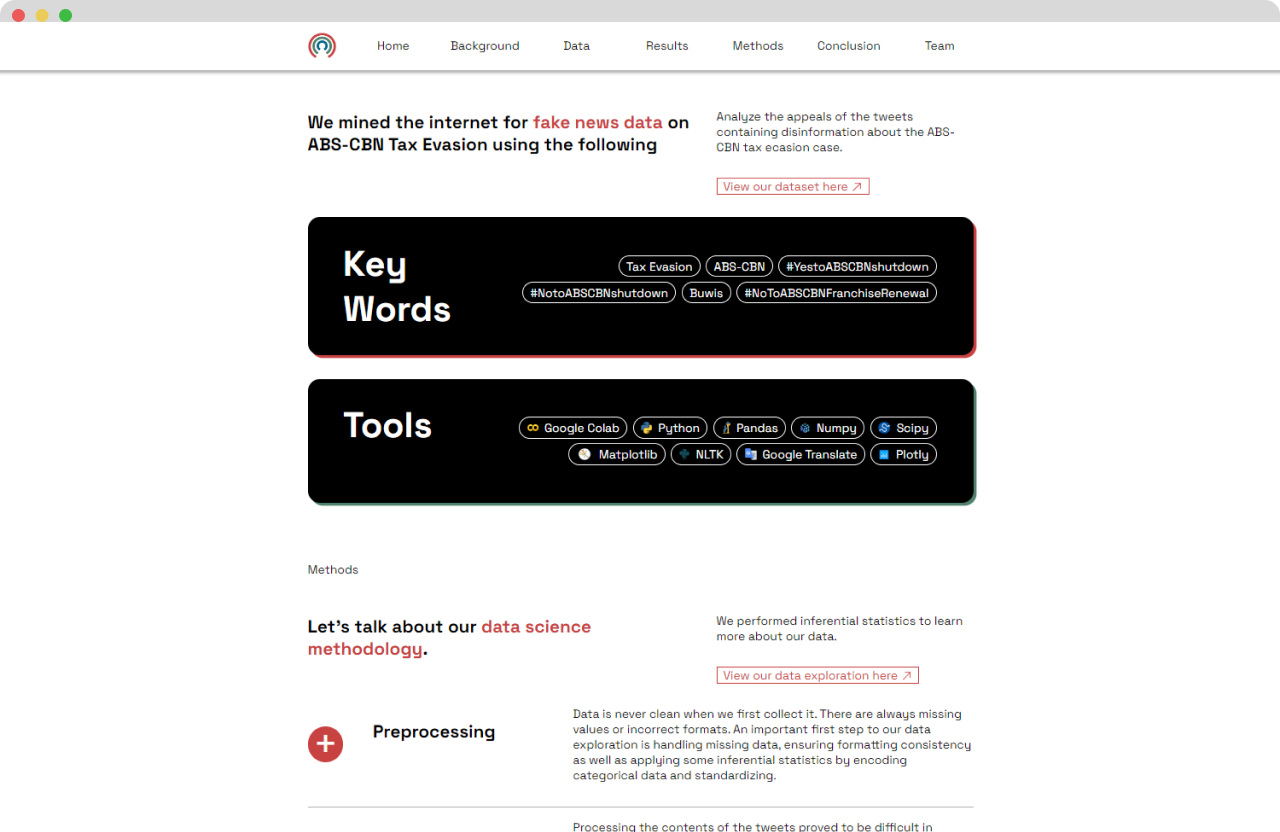 Home Background Data Results Methods Conclusion Team
We mined the internet for fake news data on
ABS-CBN Tax Evasion using the following
Analyze the appeals of the tweets
containing disinformation about the ABS-
CBN tax ecasion case.
View our dataset here ↗
Key
Words
Tax Evasion ABS-CBN #YestoABSCBNshutdown
#NotoABSCBNshutdown Buwis #NoToABSCBNFranchiseRenewal
Tools
Google Colab Python Pandas Numpy Scipy
Matplotlib NLTK Google Translate Plotly
Methods
Let's talk about our data science
methodology.
We performed inferential statistics to learn
more about our data.
View our data exploration here ↗
Preprocessing
Data is never clean when we first collect it. There are always missing
values or incorrect formats. An important first step to our data
exploration is handling missing data, ensuring formatting consistency
as well as applying some inferential statistics by encoding
categorical data and standardizing.
Processing the contents of the tweets proved to be difficult in